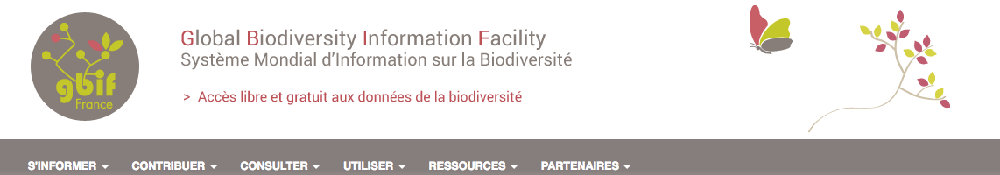 gbif
France
Global Biodiversity Information Facility
Système Mondial d'Information sur la Biodiversité
> Accès libre et gratuit aux données de la biodiversité
S'INFORMER CONTRIBUER CONSULTER UTILISER RESSOURCES PARTENAIRES